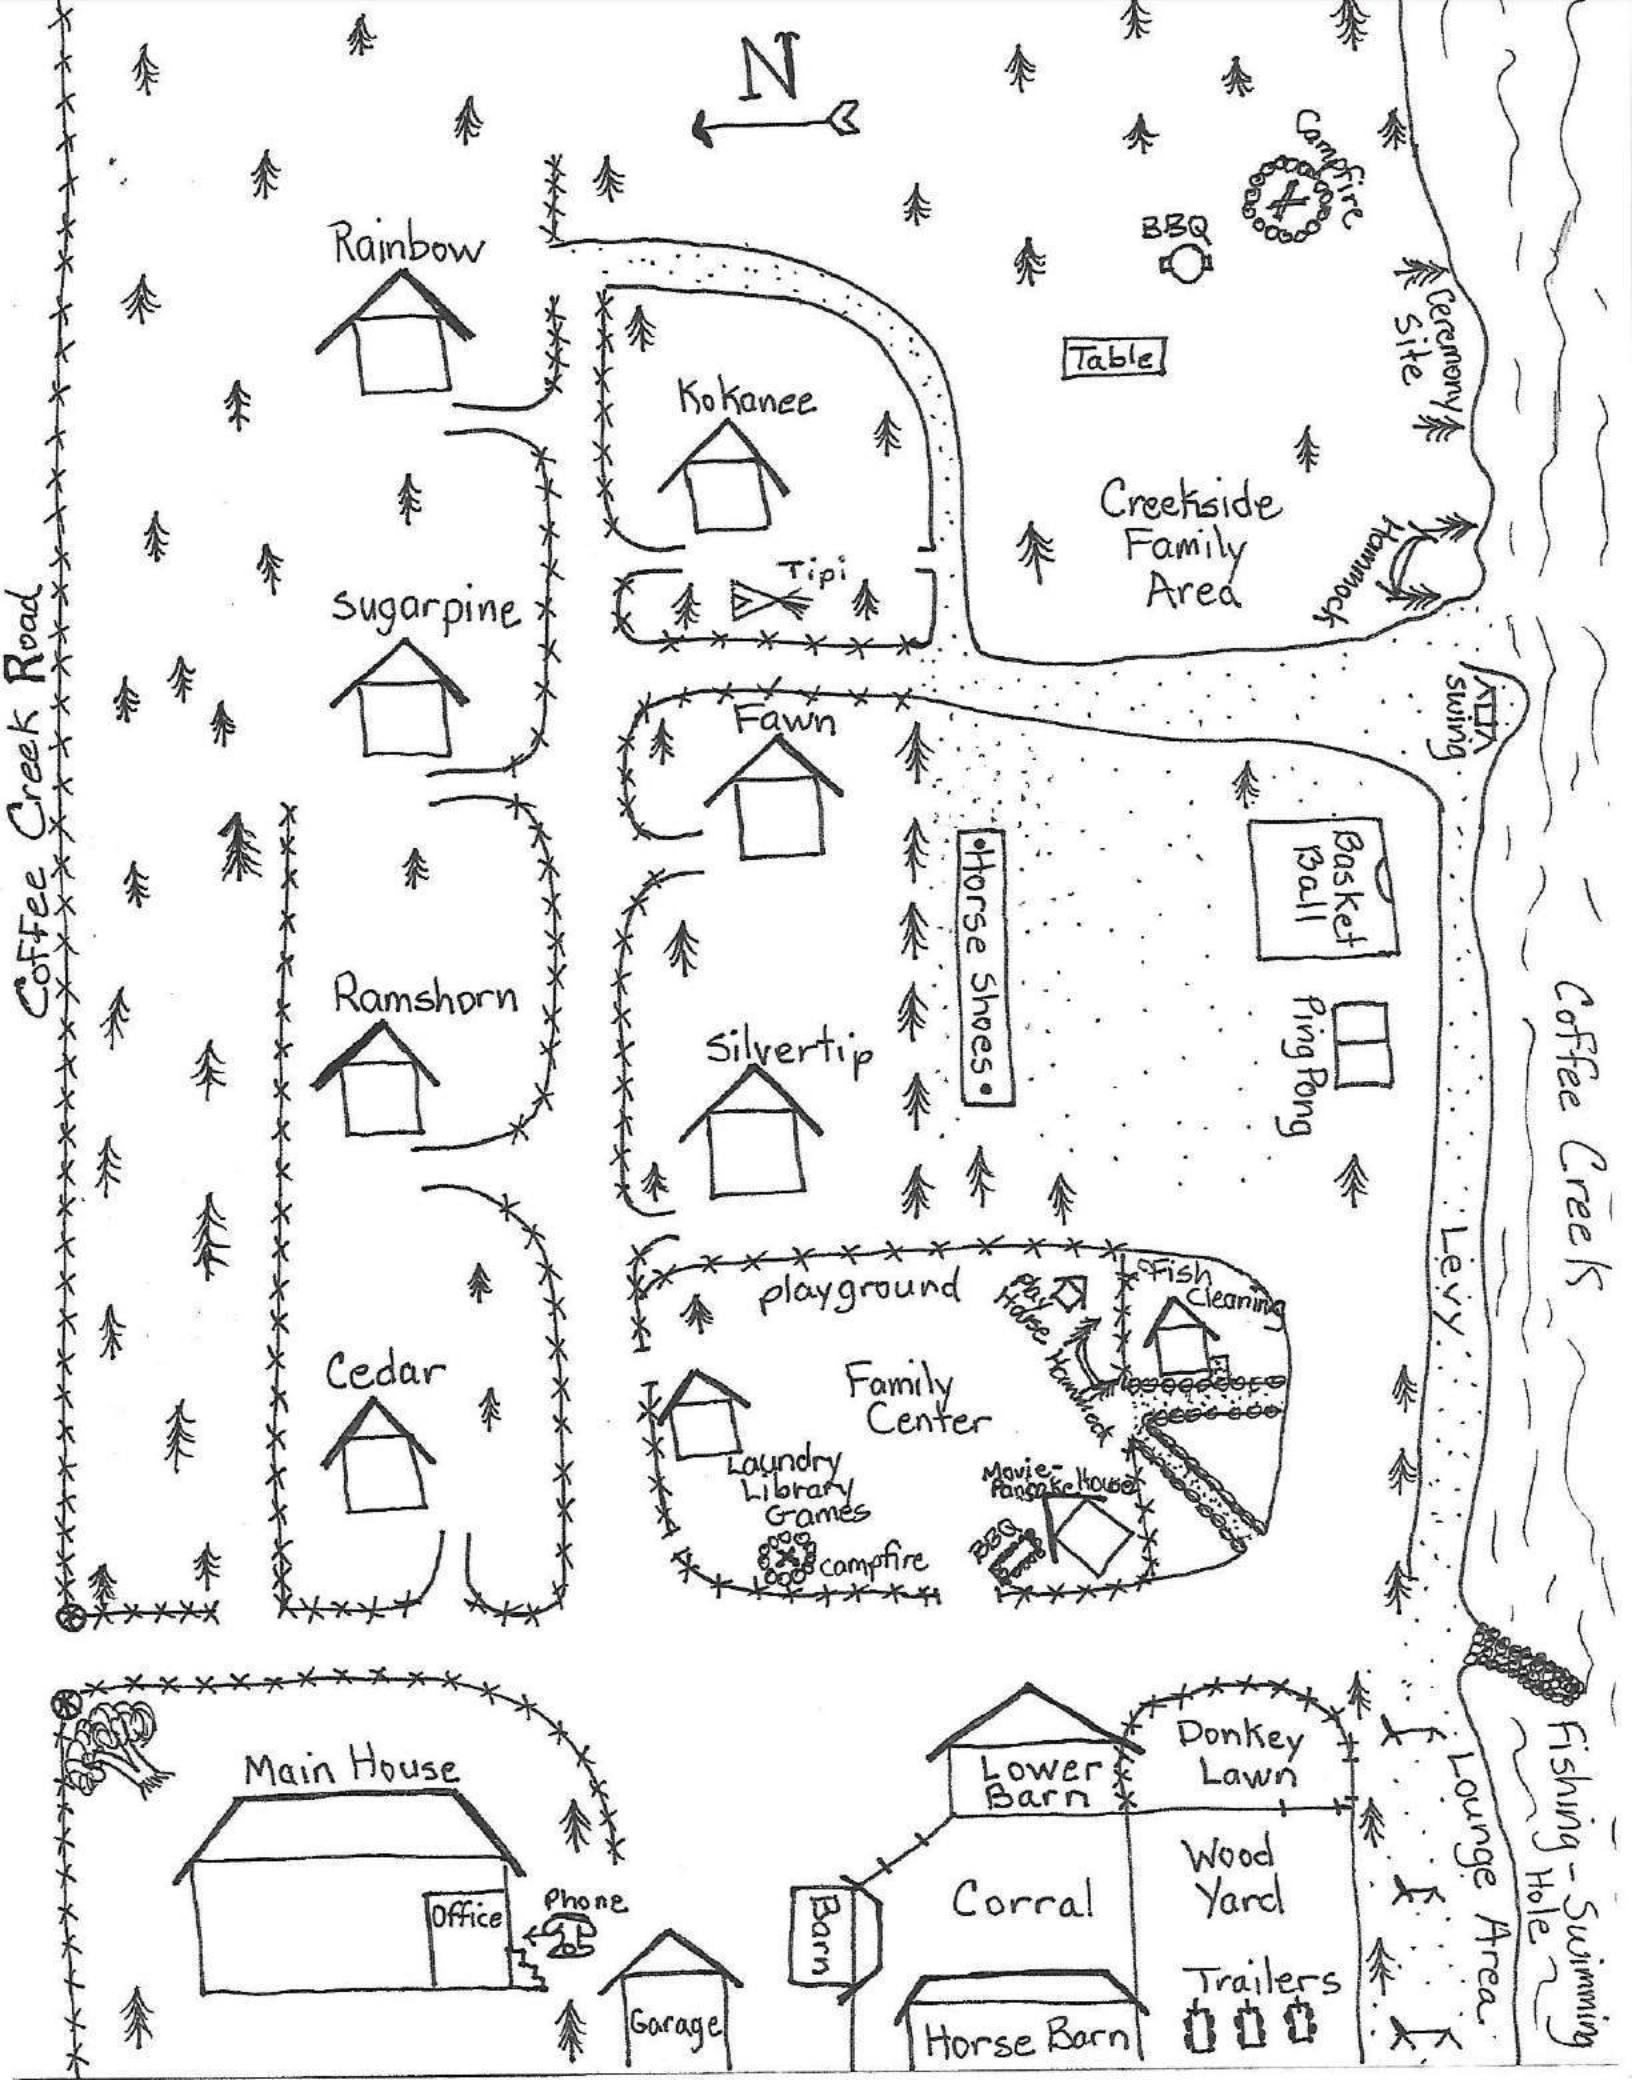 N
Campfire
BBQ
Rainbow
Ceremony
Site
Table
Kokanee
Creekside
Family
Area
Hammock
Tipi
Sugarpine
Coffee Creek Road
swing
Fawn
Basket
Ball
Horse Shoes
Ramshorn
Silvertip
Ping Pong
Coffee Creek
Levy
playground
Play
House
Fish
Cleaning
Hammock
Cedar
Family
Center
Laundry
Library
Games
Movie-
Pancake House
BBQ
campfire
Main House
Office
Phone
Garage
Lower
Barn
Donkey
Lawn
Barn
Corral
Wood
Yard
Horse Barn
Trailers
Lounge Area
Fishing - Swimming
Hole